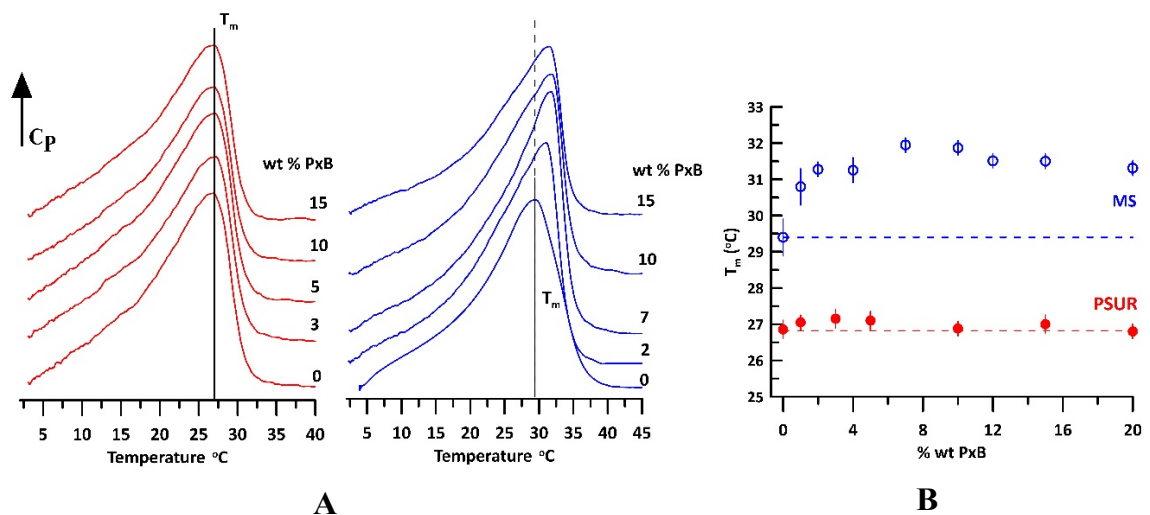 Tm
CP
wt % PxB
15
10
5
3
0
5 10 15 20 25 30 35 40
Temperature °C
wt % PxB
15
10
Tm
7
2
0
5 10 15 20 25 30 35 40 45
Temperature °C
A
33
32
31
30
29
28
27
26
25
Tm (°C)
MS
PSUR
0 4 8 12 16 20
% wt PxB
B